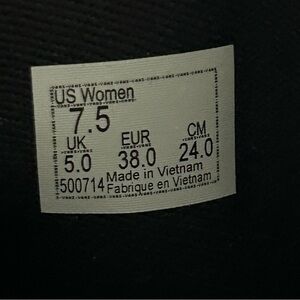 US Women
7.5
UK EUR CM
5.0 38.0 24.0
500714 Made in Vietnam
Fabrique en Vietnam